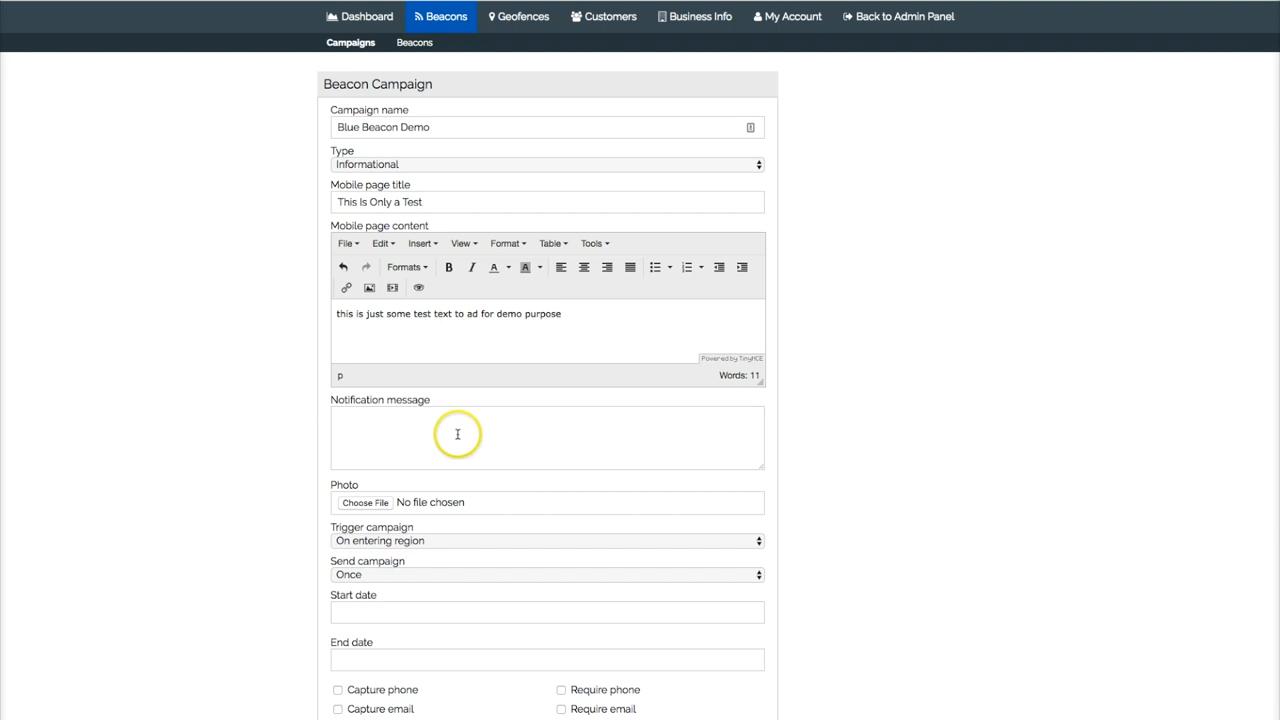 Dashboard Beacons Geofences Customers Business Info My Account Back to Admin Panel
Campaigns Beacons
Beacon Campaign
Campaign name
Blue Beacon Demo
Type
Informational
Mobile page title
This Is Only a Test
Mobile page content
File Edit Insert View Format Table Tools
Formats B I A A
this is just some test text to ad for demo purpose
Powered by TinyMCE
p Words: 11
Notification message
Photo
Choose File No file chosen
Trigger campaign
On entering region
Send campaign
Once
Start date
End date
Capture phone Require phone
Capture email Require email